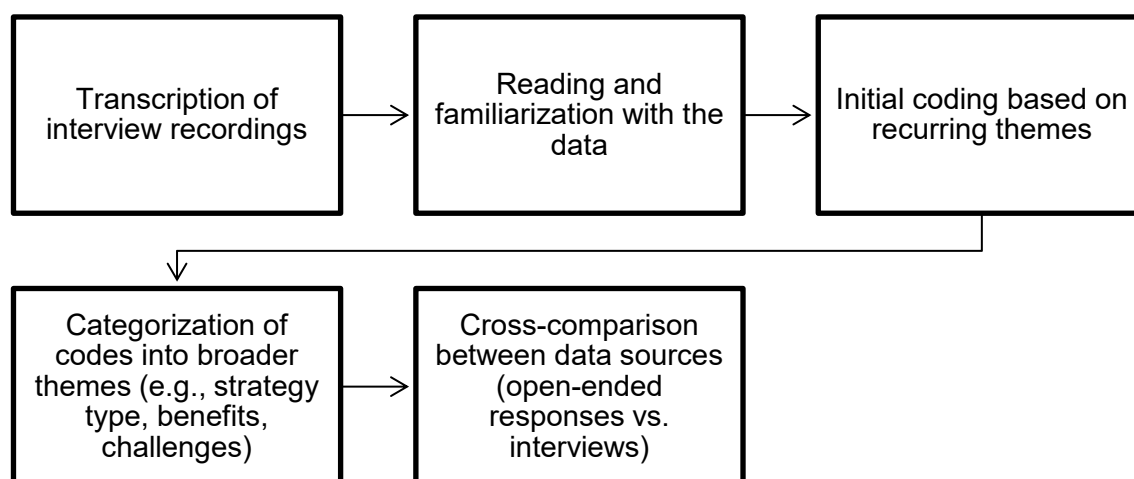 Transcription of
interview recordings
Reading and
familiarization with the
data
Initial coding based on
recurring themes
Categorization of
codes into broader
themes (e.g., strategy
type, benefits,
challenges)
Cross-comparison
between data sources
(open-ended
responses vs.
interviews)